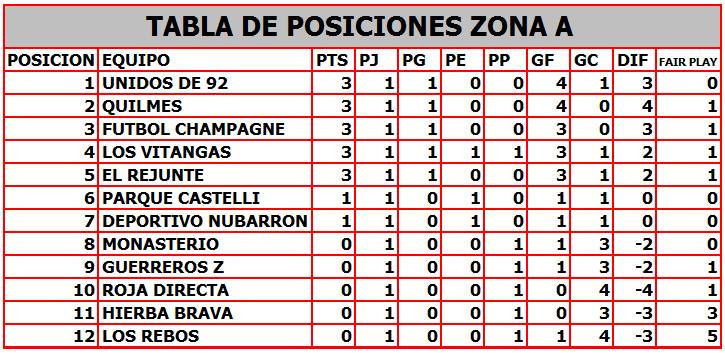 TABLA DE POSICIONES ZONA A
POSICION EQUIPO PTS PJ PG PE PP GF GC DIF FAIR PLAY
1 UNIDOS DE 92 3 1 1 0 0 4 1 3 0
2 QUILMES 3 1 1 0 0 4 0 4 1
3 FUTBOL CHAMPAGNE 3 1 1 0 0 3 0 3 1
4 LOS VITANGAS 3 1 1 1 1 3 1 2 1
5 EL REJUNTE 3 1 1 0 0 3 1 2 1
6 PARQUE CASTELLI 1 1 0 1 0 1 1 0 0
7 DEPORTIVO NUBARRON 1 1 0 1 0 1 1 0 0
8 MONASTERIO 0 1 0 0 1 1 3 -2 0
9 GUERREROS Z 0 1 0 0 1 1 3 -2 1
10 ROJA DIRECTA 0 1 0 0 1 0 4 -4 1
11 HIERBA BRAVA 0 1 0 0 1 0 3 -3 3
12 LOS REBOS 0 1 0 0 1 1 4 -3 5